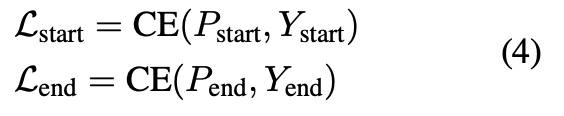 ℒ_start = CE(P_start, Y_start)
ℒ_end = CE(P_end, Y_end)
(4)